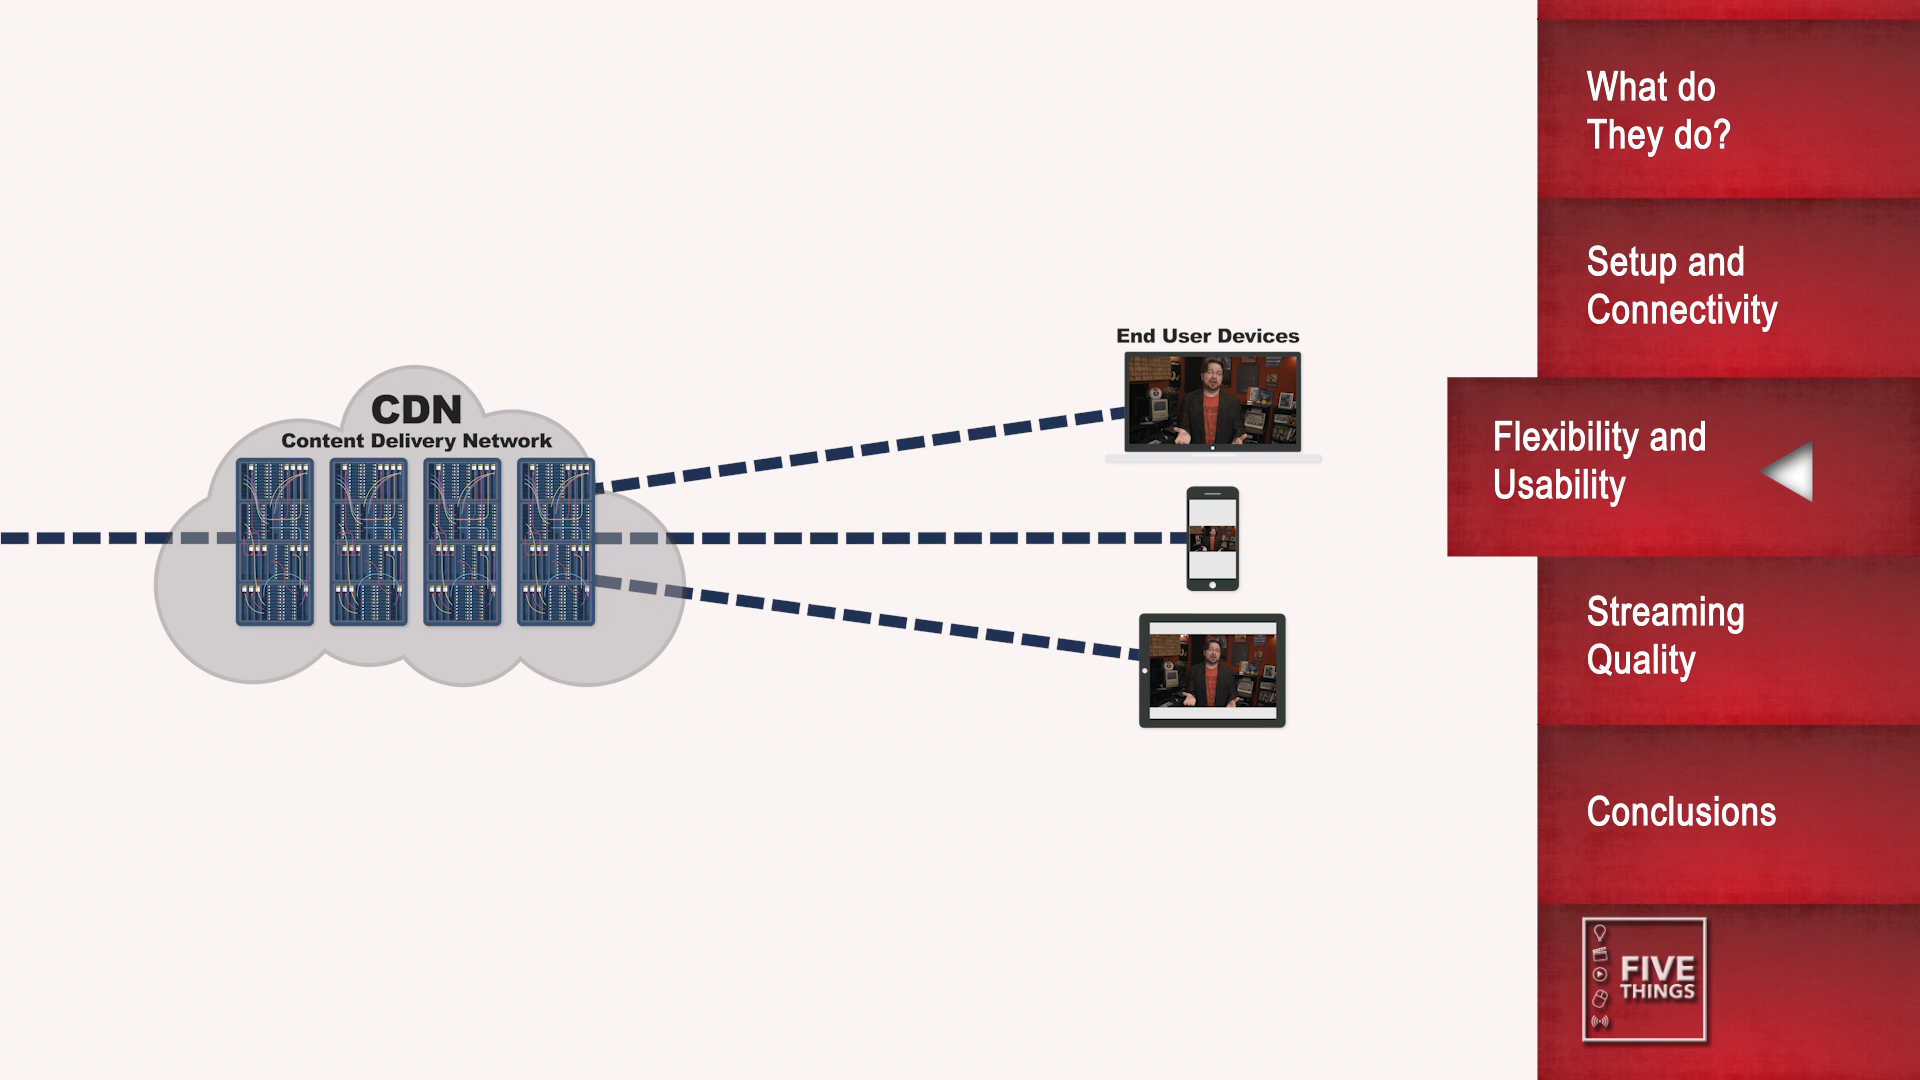 CDN
Content Delivery Network
End User Devices
What do
They do?
Setup and
Connectivity
Flexibility and
Usability
Streaming
Quality
Conclusions
FIVE
THINGS